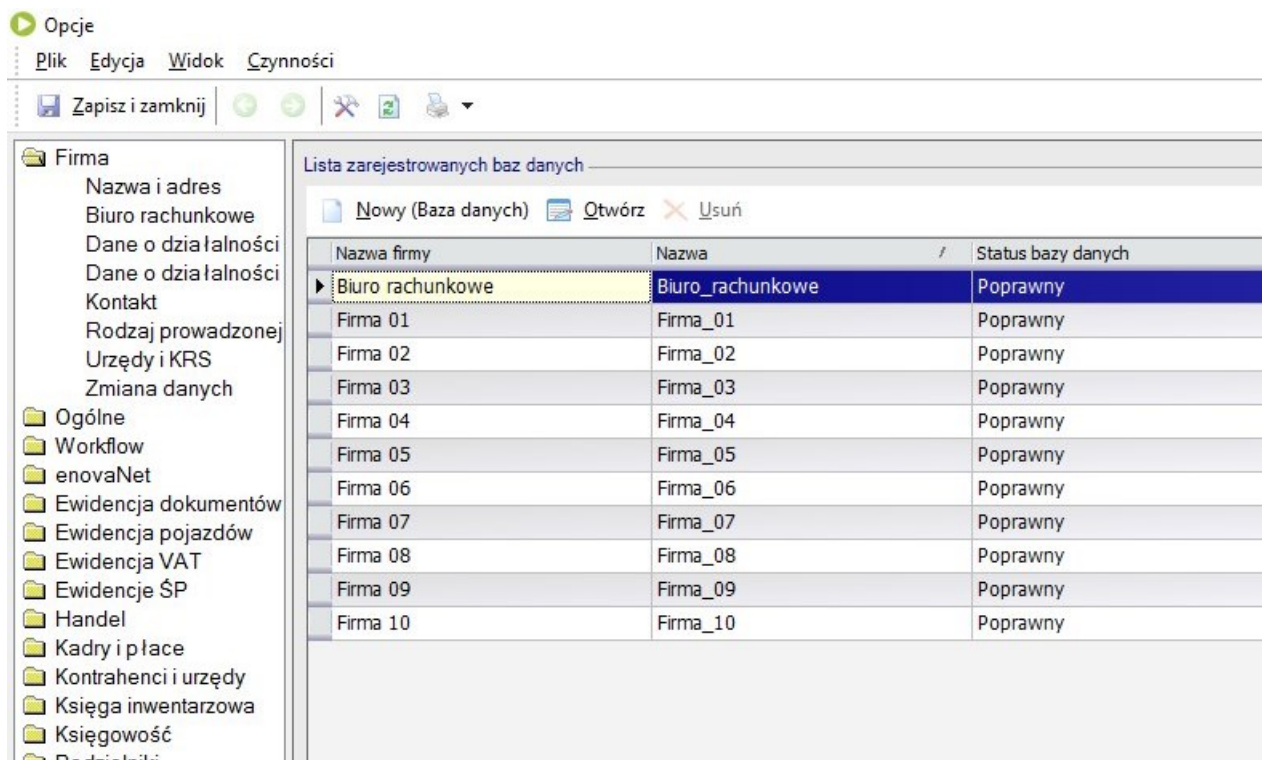 Opcje
Plik Edycja Widok Czynności
Zapisz i zamknij
Firma
Nazwa i adres
Biuro rachunkowe
Dane o działalności
Dane o działalności
Kontakt
Rodzaj prowadzonej
Urzędy i KRS
Zmiana danych
Ogólne
Workflow
enovaNet
Ewidencja dokumentów
Ewidencja pojazdów
Ewidencja VAT
Ewidencje ŚP
Handel
Kadry i płace
Kontrahenci i urzędy
Księga inwentarzowa
Księgowość
Lista zarejestrowanych baz danych
Nowy (Baza danych) Otwórz Usuń
Nazwa firmy Nazwa / Status bazy danych
Biuro rachunkowe Biuro_rachunkowe Poprawny
Firma 01 Firma_01 Poprawny
Firma 02 Firma_02 Poprawny
Firma 03 Firma_03 Poprawny
Firma 04 Firma_04 Poprawny
Firma 05 Firma_05 Poprawny
Firma 06 Firma_06 Poprawny
Firma 07 Firma_07 Poprawny
Firma 08 Firma_08 Poprawny
Firma 09 Firma_09 Poprawny
Firma 10 Firma_10 Poprawny